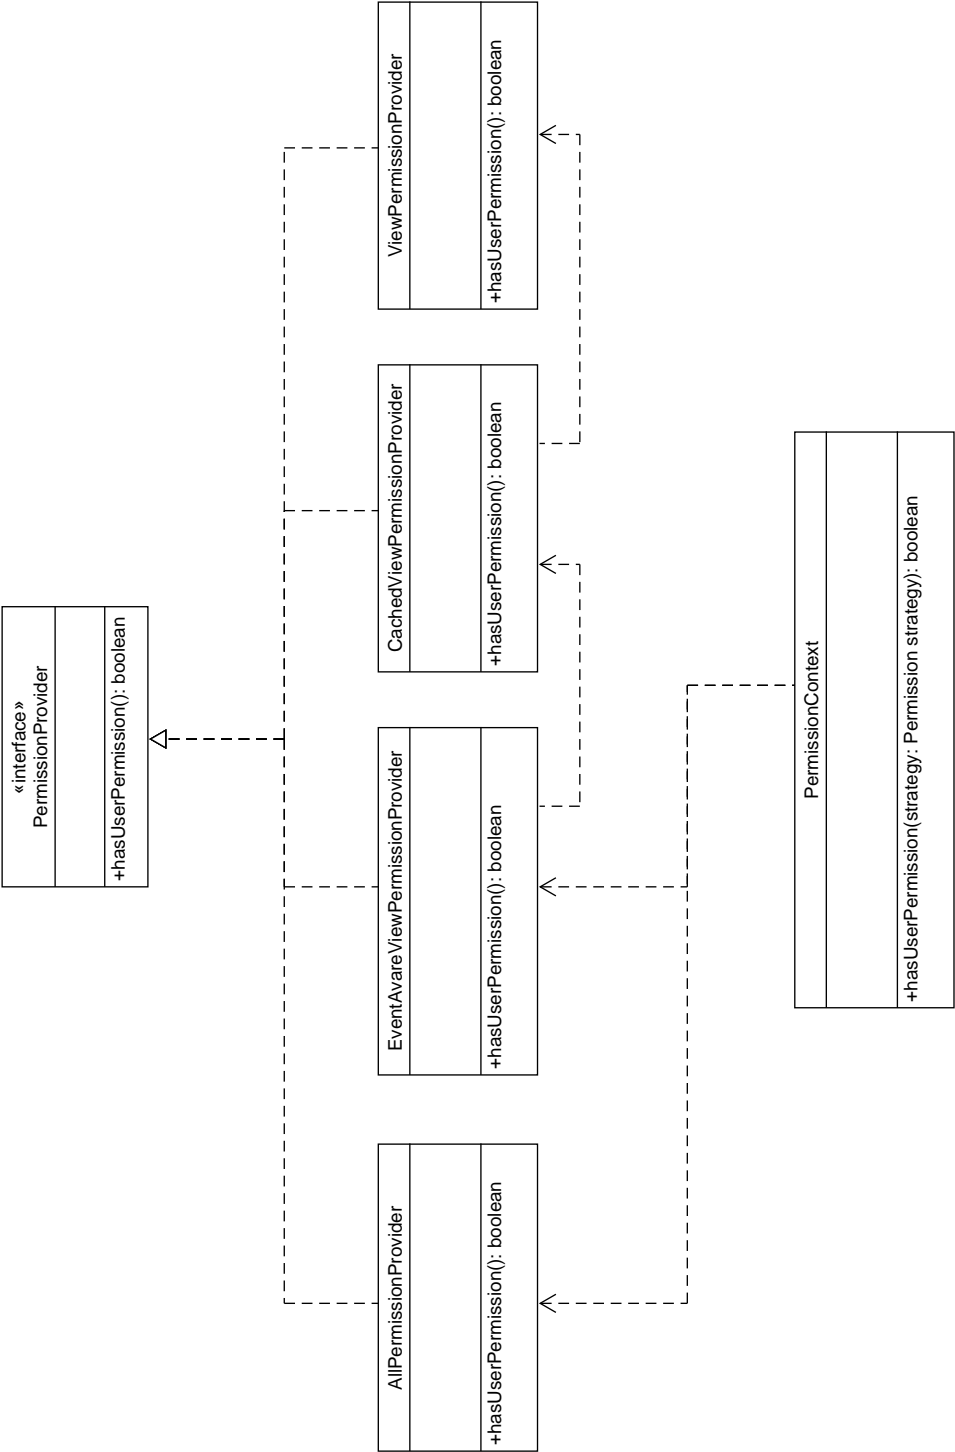 «interface»
PermissionProvider
+hasUserPermission(): boolean
AllPermissionProvider
+hasUserPermission(): boolean
EventAvareViewPermissionProvider
+hasUserPermission(): boolean
CachedViewPermissionProvider
+hasUserPermission(): boolean
ViewPermissionProvider
+hasUserPermission(): boolean
PermissionContext
+hasUserPermission(strategy: Permission strategy): boolean